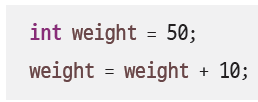 int weight = 50;
weight = weight + 10;